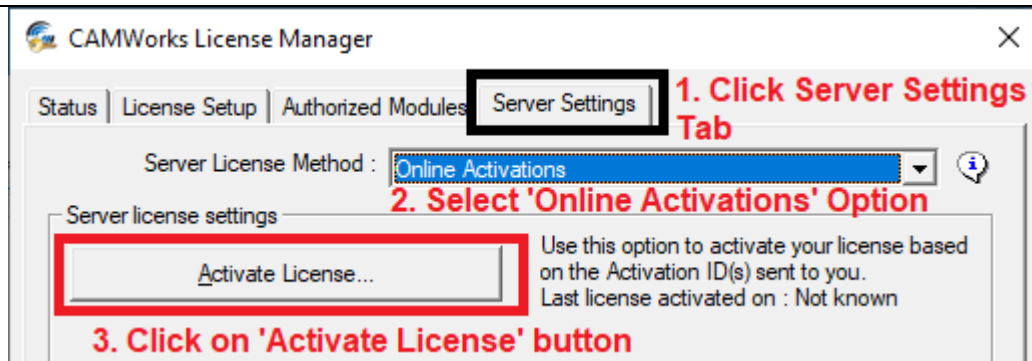 CAMWorks License Manager
Status License Setup Authorized Modules Server Settings
1. Click Server Settings
Tab
Server License Method : Online Activations
2. Select 'Online Activations' Option
Server license settings
Activate License...
Use this option to activate your license based
on the Activation ID(s) sent to you.
Last license activated on : Not known
3. Click on 'Activate License' button